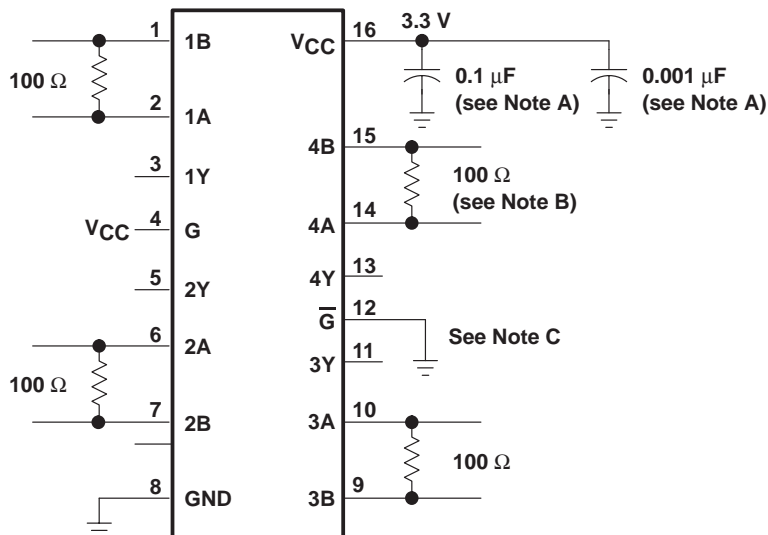 1
1B
100 Ω
2
1A
3
1Y
VCC
4
G
5
2Y
6
2A
100 Ω
7
2B
8
GND
VCC
16
3.3 V
0.1 μF
(see Note A)
0.001 μF
(see Note A)
4B
15
100 Ω
(see Note B)
4A
14
4Y
13
G̅
12
See Note C
3Y
11
3A
10
100 Ω
3B
9